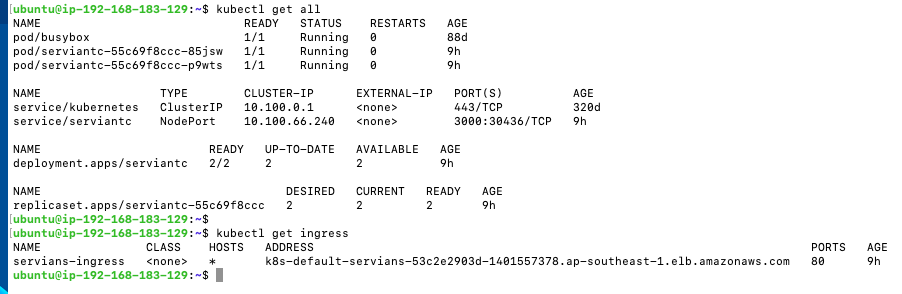 [ubuntu@ip-192-168-183-129:~$ kubectl get all
NAME READY STATUS RESTARTS AGE
pod/busybox 1/1 Running 0 88d
pod/serviantc-55c69f8ccc-85jsw 1/1 Running 0 9h
pod/serviantc-55c69f8ccc-p9wts 1/1 Running 0 9h
NAME TYPE CLUSTER-IP EXTERNAL-IP PORT(S) AGE
service/kubernetes ClusterIP 10.100.0.1 <none> 443/TCP 320d
service/serviantc NodePort 10.100.66.240 <none> 3000:30436/TCP 9h
NAME READY UP-TO-DATE AVAILABLE AGE
deployment.apps/serviantc 2/2 2 2 9h
NAME DESIRED CURRENT READY AGE
replicaset.apps/serviantc-55c69f8ccc 2 2 2 9h
[ubuntu@ip-192-168-183-129:~$
[ubuntu@ip-192-168-183-129:~$ kubectl get ingress
NAME CLASS HOSTS ADDRESS PORTS AGE
servians-ingress <none> * k8s-default-servians-53c2e2903d-1401557378.ap-southeast-1.elb.amazonaws.com 80 9h
ubuntu@ip-192-168-183-129:~$